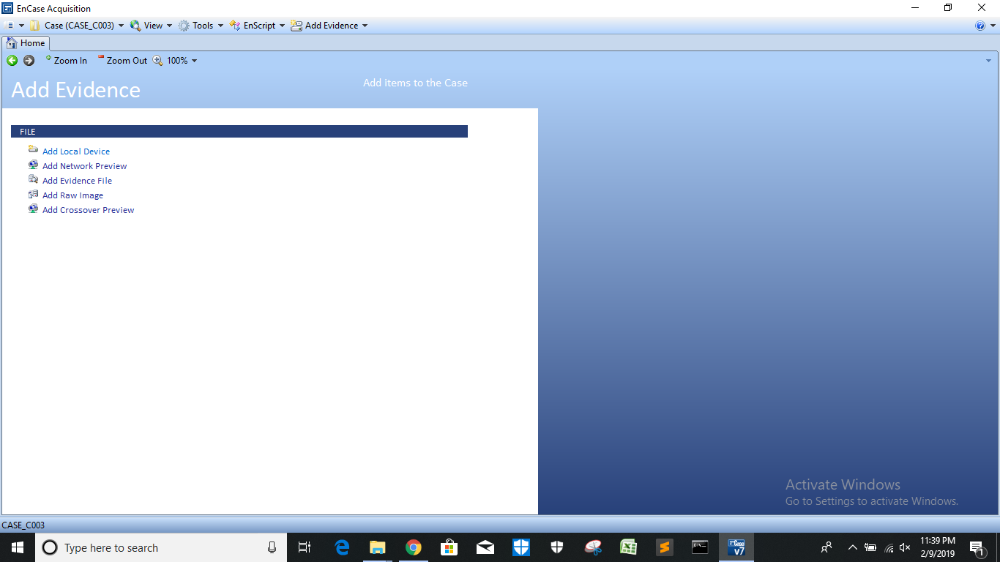 EnCase Acquisition
Case (CASE_C003) View Tools EnScript Add Evidence
Home
Zoom In Zoom Out 100%
Add Evidence
Add items to the Case
FILE
Add Local Device
Add Network Preview
Add Evidence File
Add Raw Image
Add Crossover Preview
Activate Windows
Go to Settings to activate Windows.
CASE_C003
Type here to search
v7
11:39 PM
2/9/2019
1